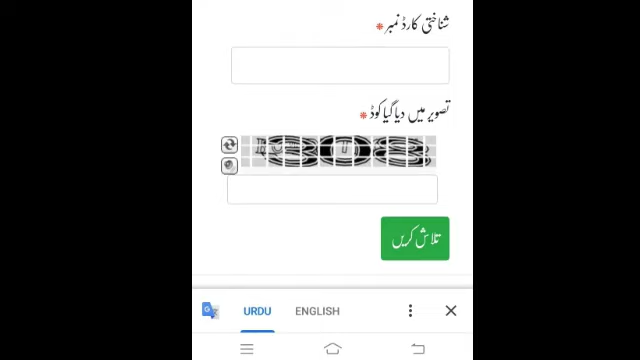 شناختی کارڈ نمبر *
تصویر میں دیا گیا کوڈ *
تلاش کریں
URDU ENGLISH